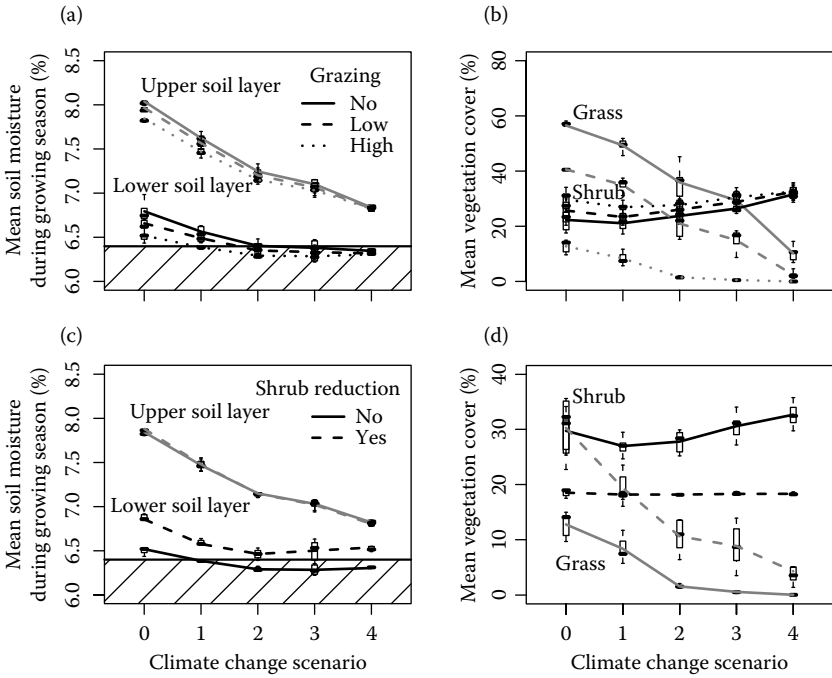 (a)
Mean soil moisture
during growing season (%)
8.5
8.0
7.5
7.0
6.5
6.0
Upper soil layer
Lower soil layer
Grazing
No
Low
High
(b)
Mean vegetation cover (%)
80
60
40
20
0
Grass
Shrub
(c)
Mean soil moisture
during growing season (%)
8.5
8.0
7.5
7.0
6.5
6.0
Shrub reduction
No
Yes
Upper soil layer
Lower soil layer
0 1 2 3 4
Climate change scenario
(d)
Mean vegetation cover (%)
40
30
20
10
0
Shrub
Grass
0 1 2 3 4
Climate change scenario